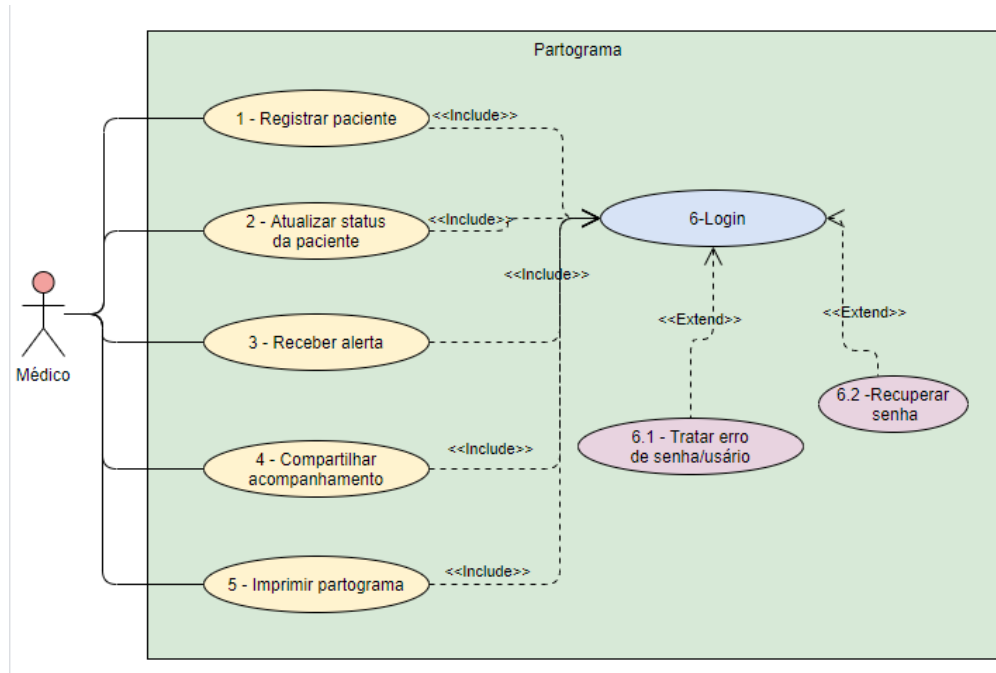 Partograma
1 - Registrar paciente
<<Include>>
2 - Atualizar status
da paciente
<<Include>>
6-Login
<<Include>>
3 - Receber alerta
<<Extend>>
<<Extend>>
Médico
6.2 -Recuperar
senha
6.1 - Tratar erro
de senha/usário
4 - Compartilhar
acompanhamento
<<Include>>
5 - Imprimir partograma
<<Include>>